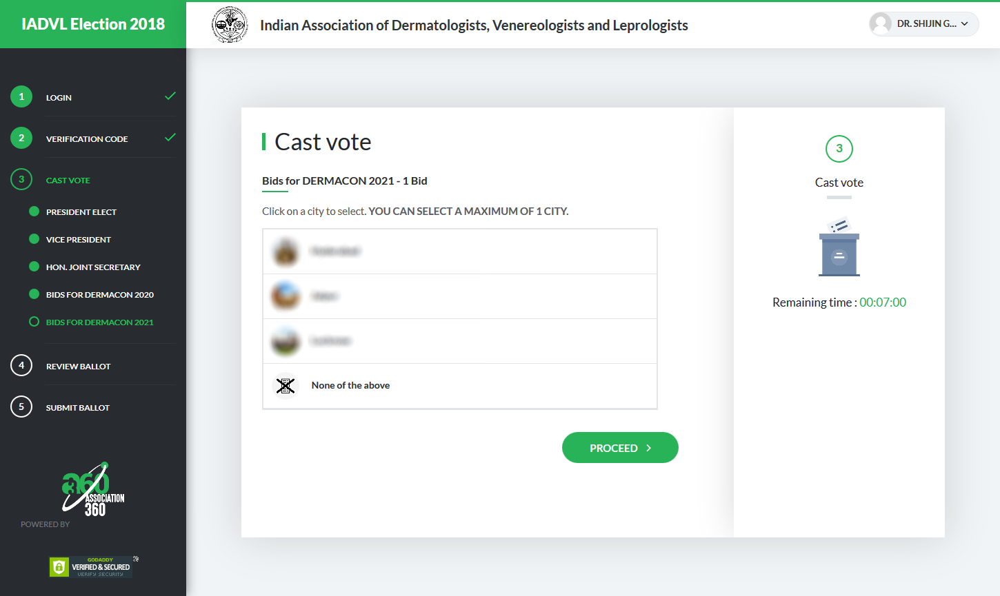 IADVL Election 2018
Indian Association of Dermatologists, Venereologists and Leprologists
DR. SHIJIN G...
1 LOGIN
2 VERIFICATION CODE
3 CAST VOTE
PRESIDENT ELECT
VICE PRESIDENT
HON. JOINT SECRETARY
BIDS FOR DERMACON 2020
BIDS FOR DERMACON 2021
4 REVIEW BALLOT
5 SUBMIT BALLOT
a360
ASSOCIATION
360
POWERED BY
GODADDY
VERIFIED & SECURED
VERIFY SECURITY
Cast vote
Bids for DERMACON 2021 - 1 Bid
Click on a city to select. YOU CAN SELECT A MAXIMUM OF 1 CITY.
None of the above
PROCEED
3
Cast vote
Remaining time : 00:07:00